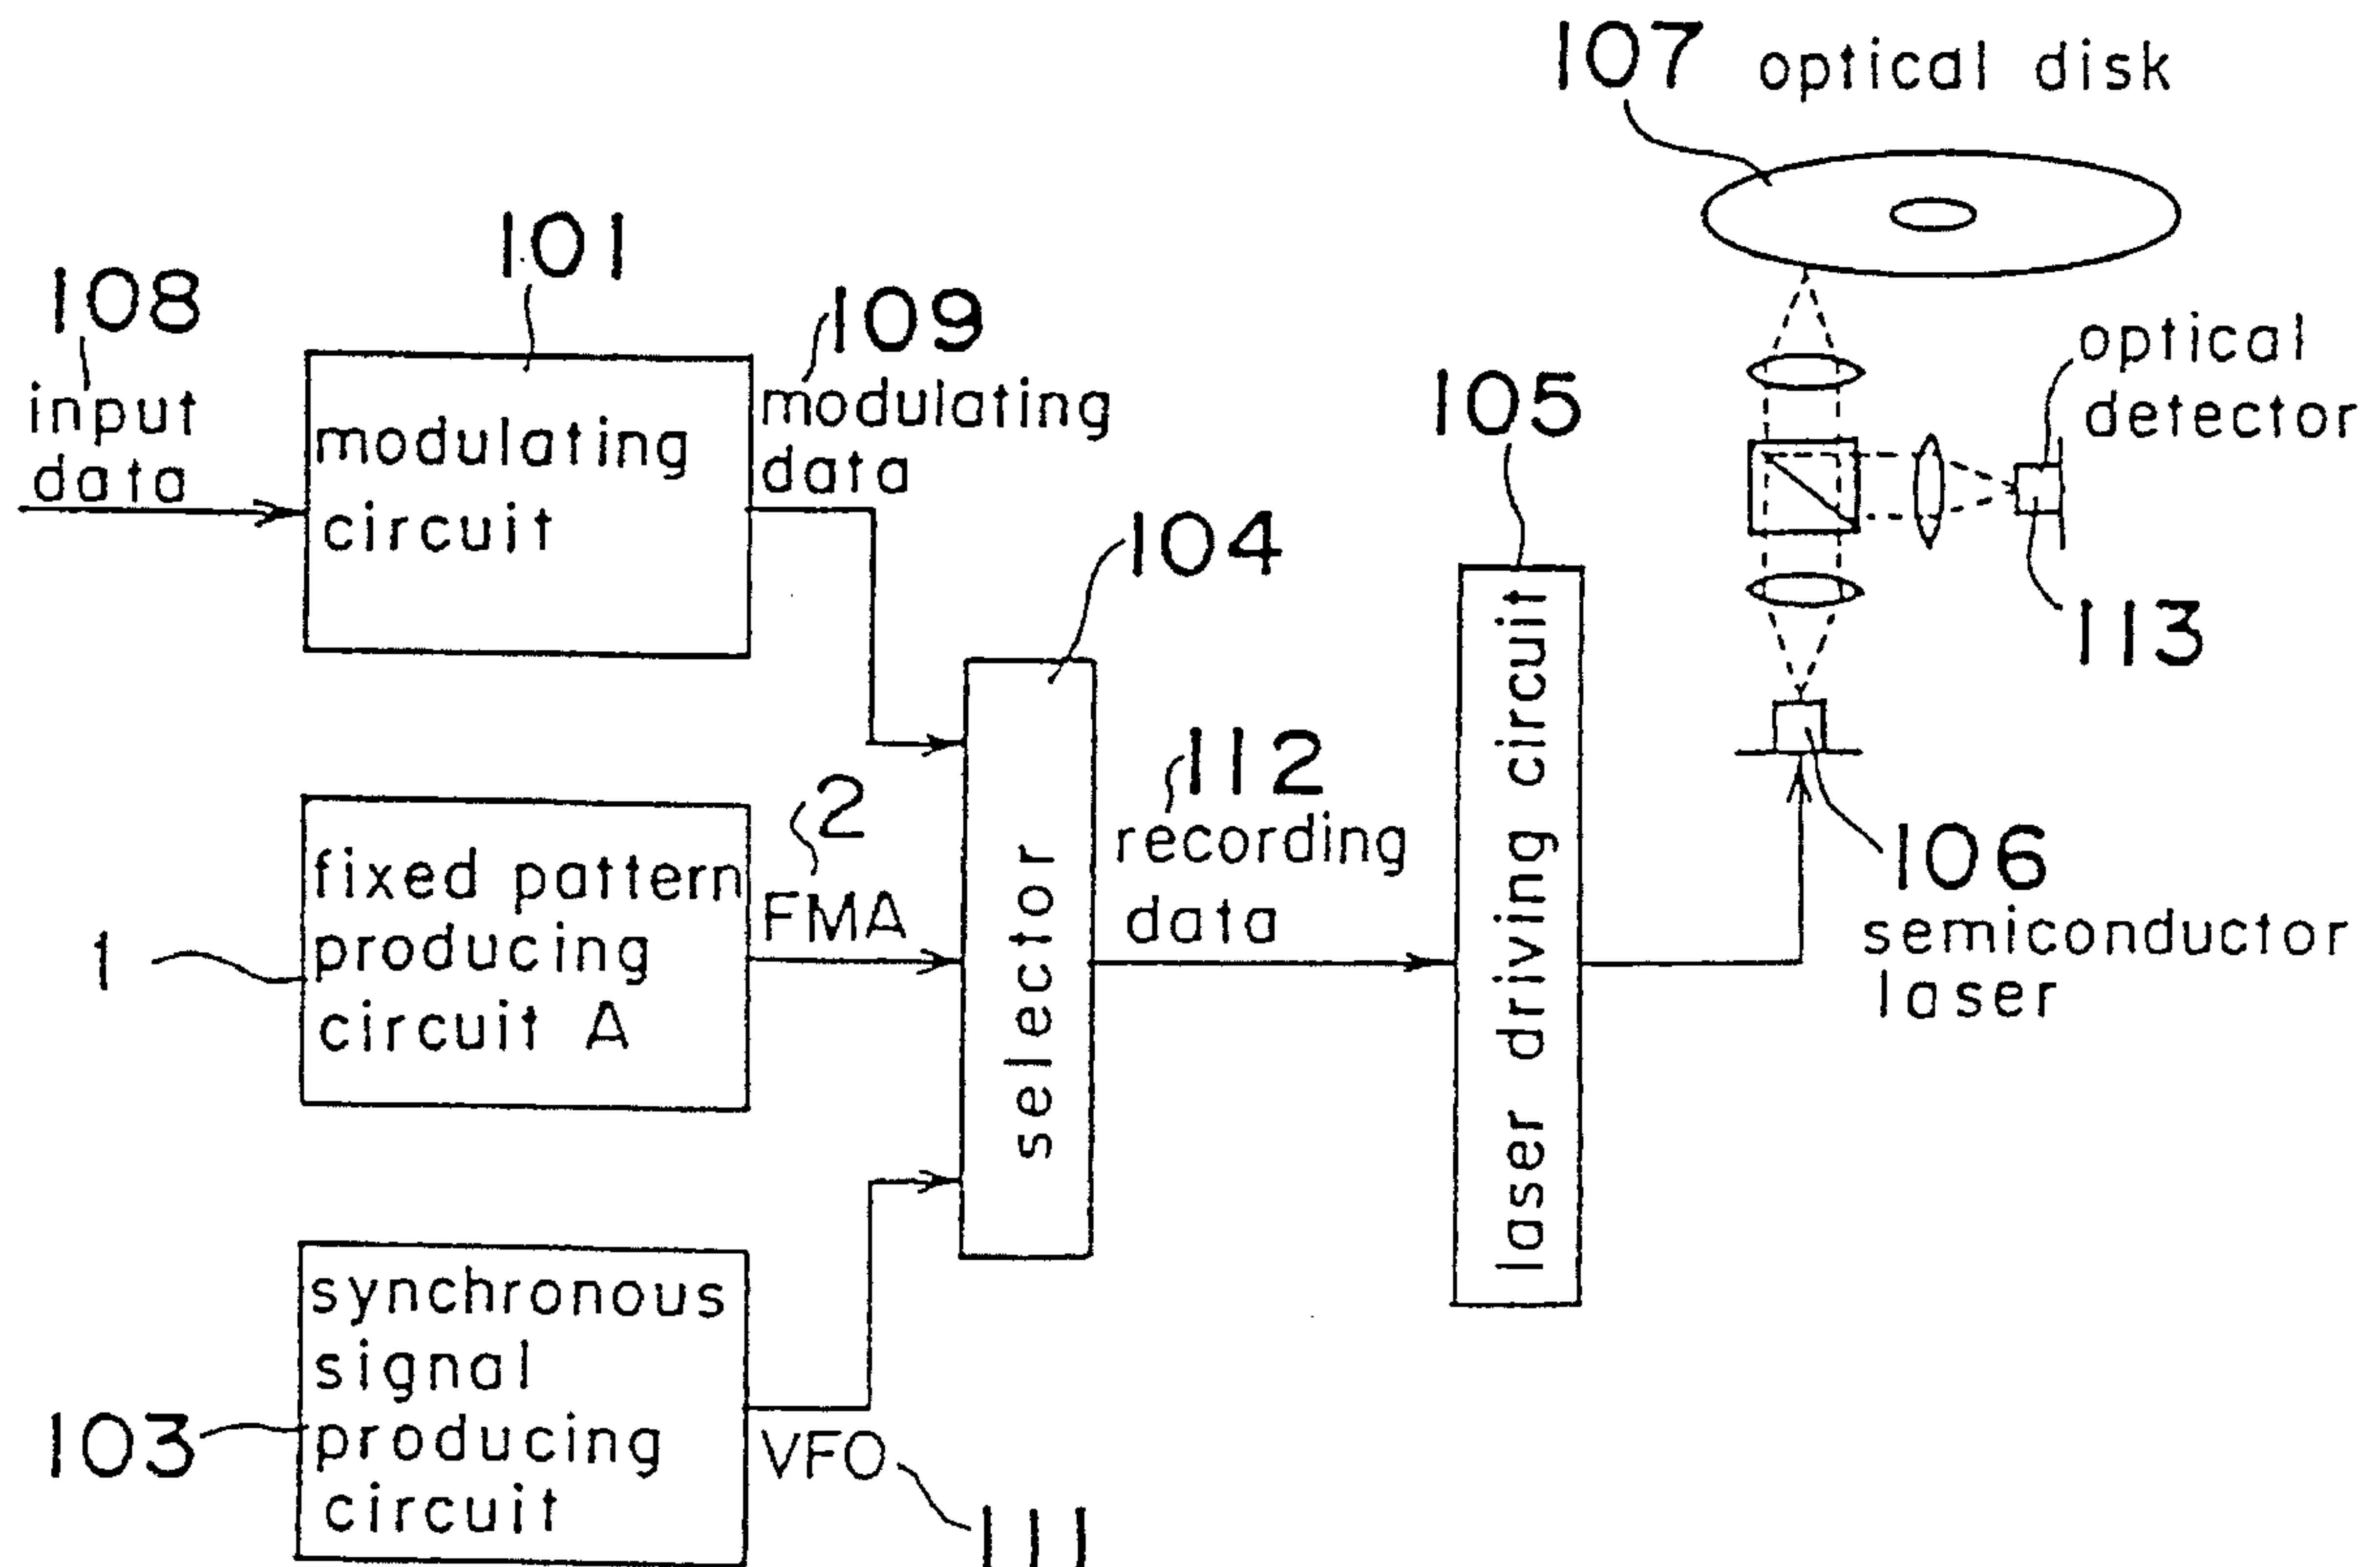 107 optical disk
101
108
input
data
109
modulating
data
modulating
circuit
optical
detector
105
104
113
112
recording
data
2
FMA
fixed pattern
producing
circuit A
1
selector
laser driving circuit
106
semiconductor
laser
synchronous
signal
producing
circuit
103
VFO
111